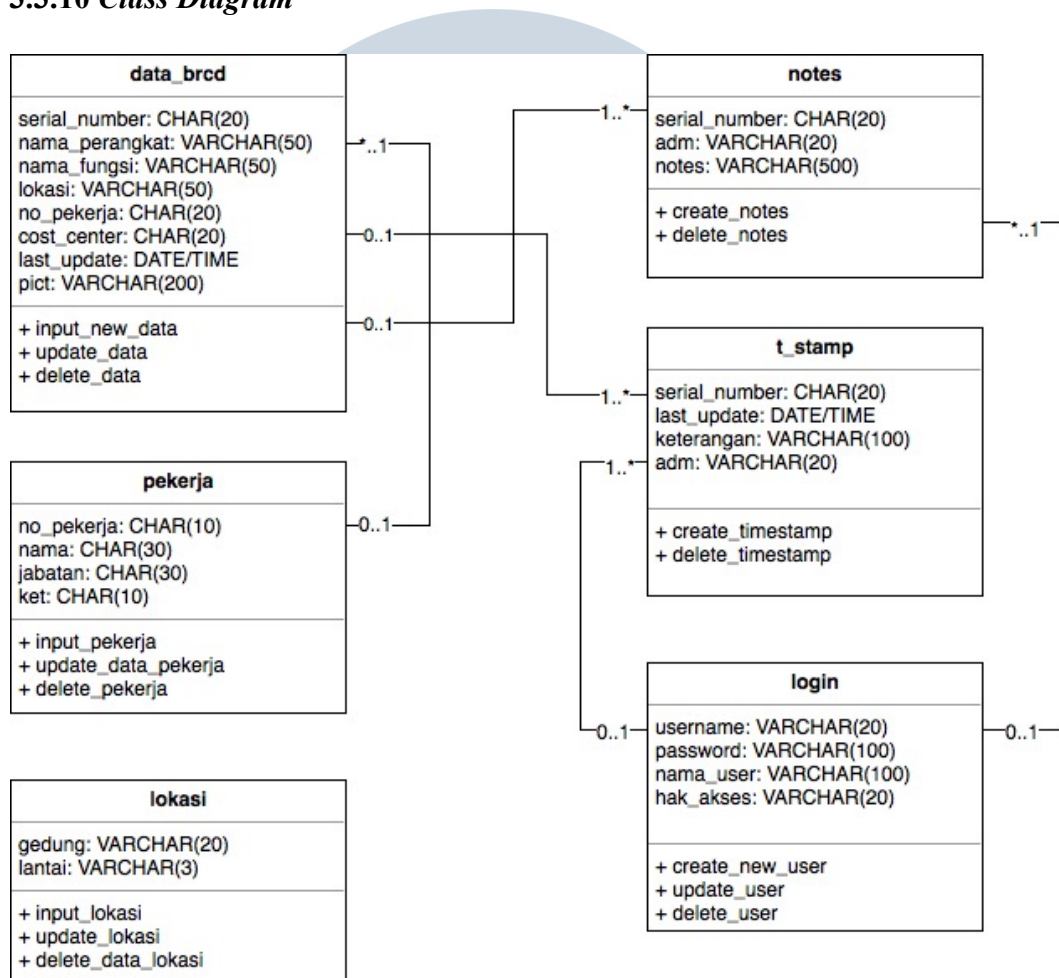 3.3.10 Class Diagram
data_brcd
serial_number: CHAR(20)
nama_perangkat: VARCHAR(50)
nama_fungsi: VARCHAR(50)
lokasi: VARCHAR(50)
no_pekerja: CHAR(20)
cost_center: CHAR(20)
last_update: DATE/TIME
pict: VARCHAR(200)
+ input_new_data
+ update_data
+ delete_data
*..1
0..1
0..1
notes
1..*
serial_number: CHAR(20)
adm: VARCHAR(20)
notes: VARCHAR(500)
+ create_notes
+ delete_notes
*..1
t_stamp
1..*
serial_number: CHAR(20)
last_update: DATE/TIME
keterangan: VARCHAR(100)
1..*
adm: VARCHAR(20)
+ create_timestamp
+ delete_timestamp
pekerja
no_pekerja: CHAR(10)
0..1
nama: CHAR(30)
jabatan: CHAR(30)
ket: CHAR(10)
+ input_pekerja
+ update_data_pekerja
+ delete_pekerja
login
0..1
username: VARCHAR(20)
0..1
password: VARCHAR(100)
nama_user: VARCHAR(100)
hak_akses: VARCHAR(20)
+ create_new_user
+ update_user
+ delete_user
lokasi
gedung: VARCHAR(20)
lantai: VARCHAR(3)
+ input_lokasi
+ update_lokasi
+ delete_data_lokasi